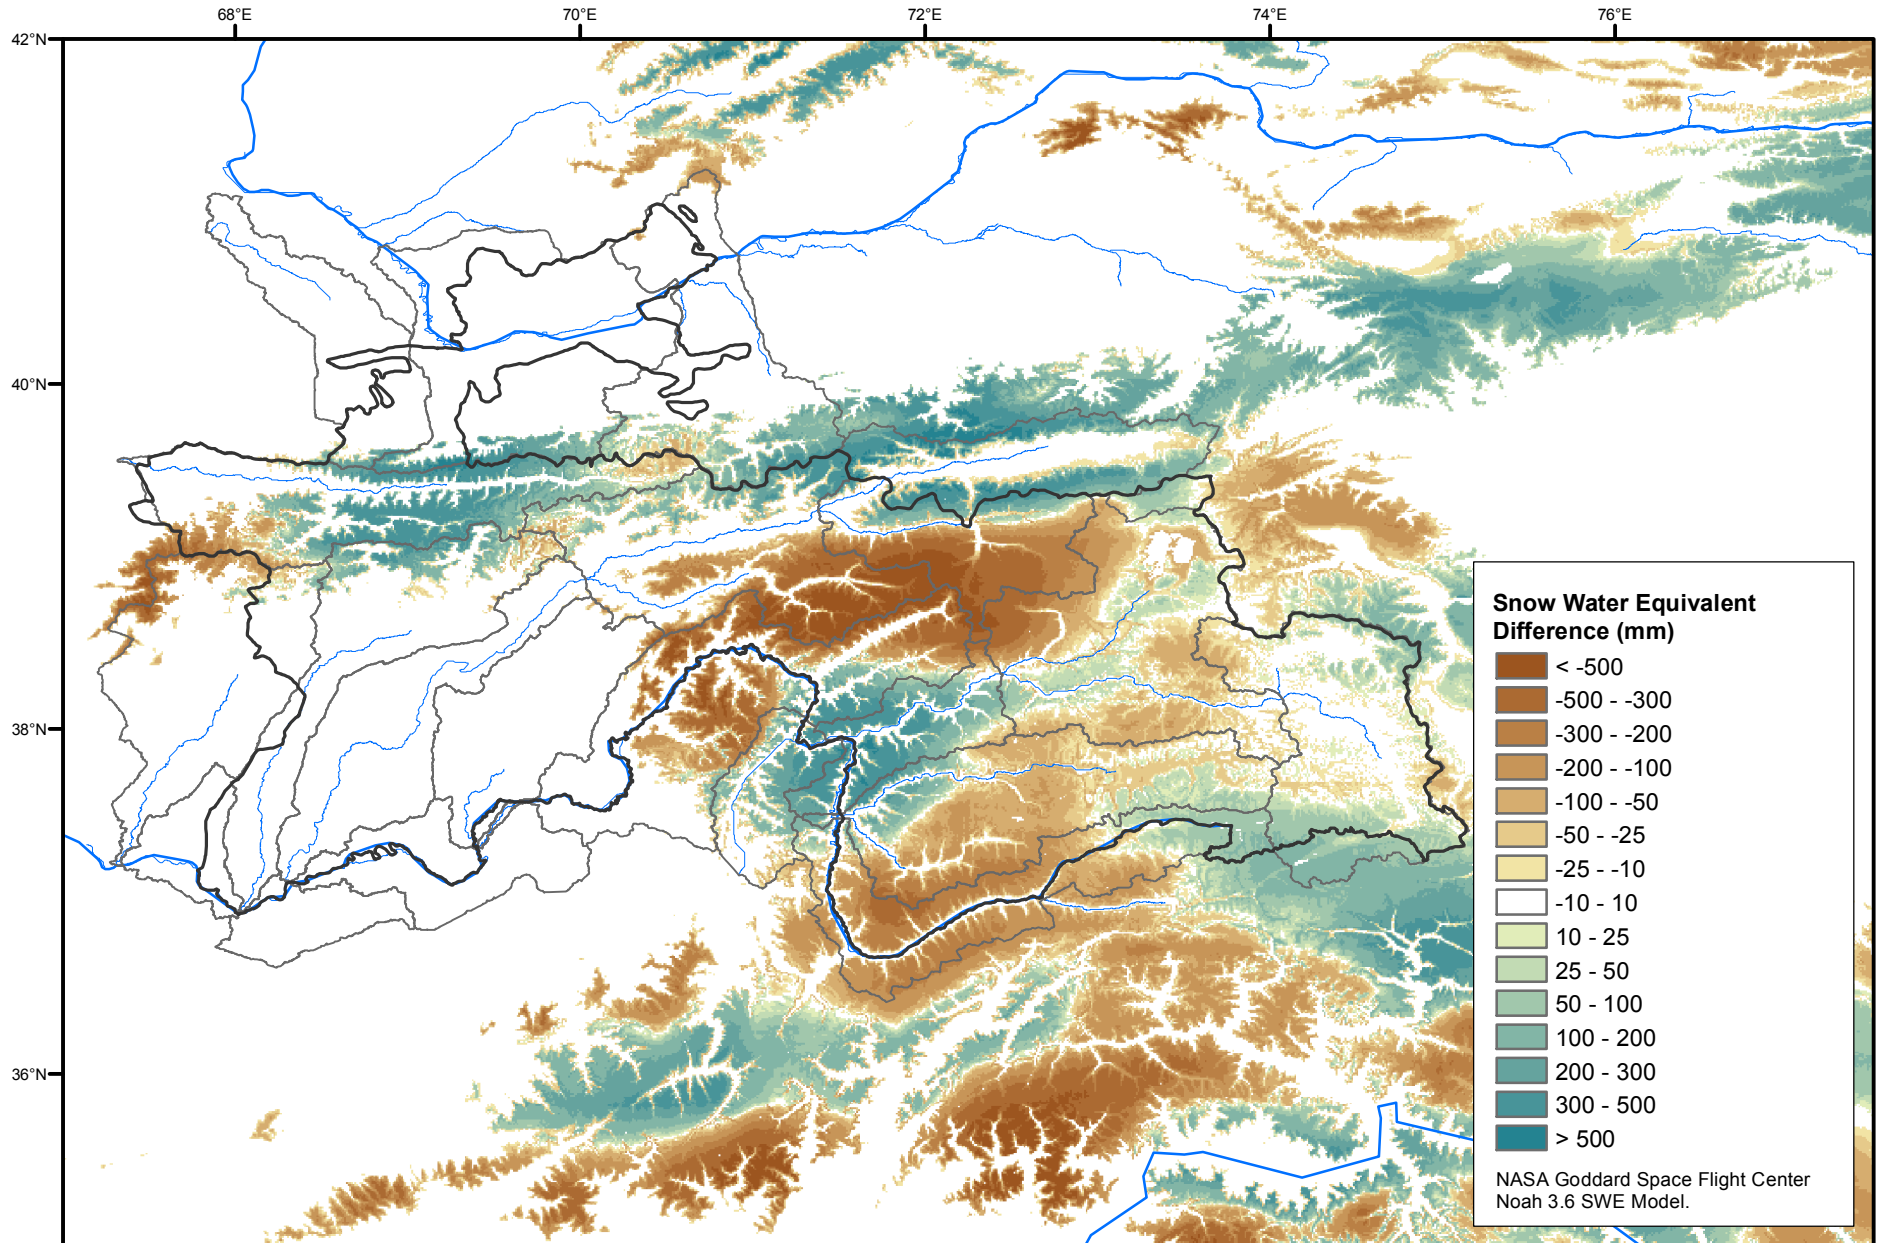 68°E
70°E
72°E
74°E
76°E
42°N
40°N
38°N
36°N
Snow Water Equivalent
Difference (mm)
< -500
-500 - -300
-300 - -200
-200 - -100
-100 - -50
-50 - -25
-25 - -10
-10 - 10
10 - 25
25 - 50
50 - 100
100 - 200
200 - 300
300 - 500
> 500
NASA Goddard Space Flight Center
Noah 3.6 SWE Model.